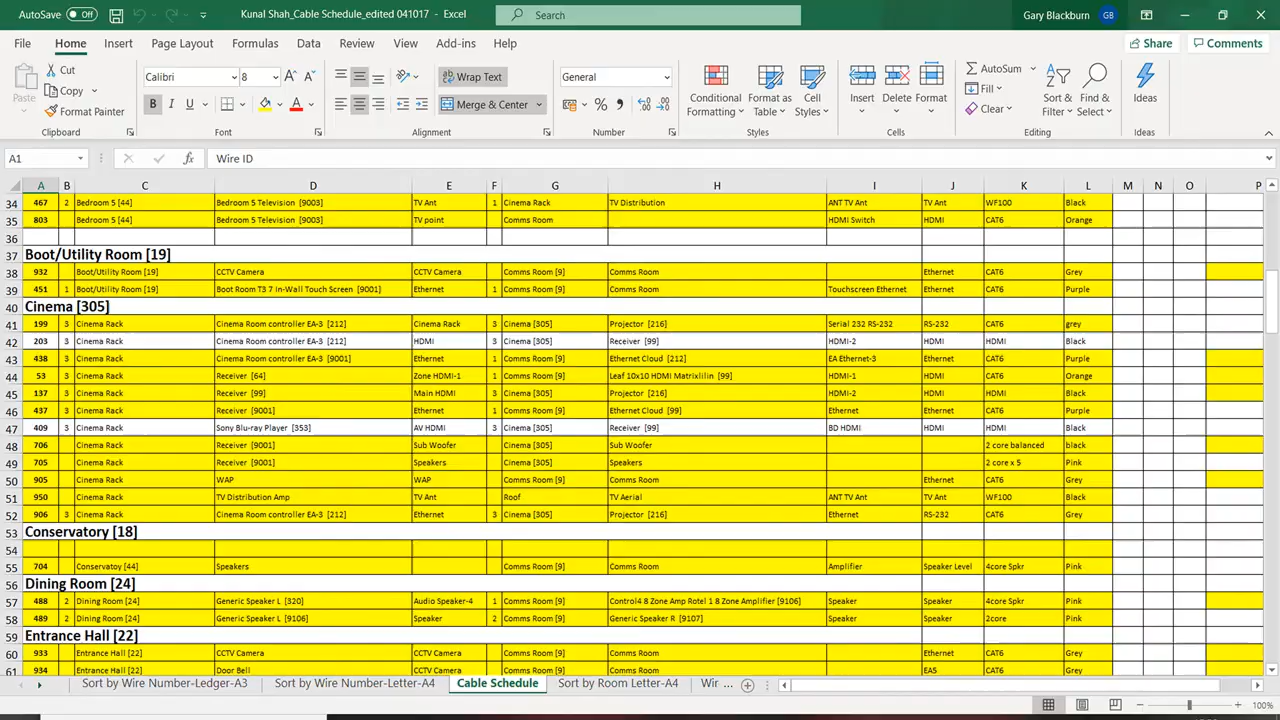 AutoSave Off Kunal Shah_Cable Schedule_edited 041017 - Excel Search Gary Blackburn GB
File Home Insert Page Layout Formulas Data Review View Add-ins Help Share Comments
Paste Cut Copy Format Painter Clipboard
Calibri 8 B I U Font
Wrap Text Merge & Center Alignment
General % Number
Conditional Formatting Format as Table Cell Styles Styles
Insert Delete Format Cells
AutoSum Fill Clear Sort & Filter Find & Select Editing
Ideas Ideas
A1 fx Wire ID
A B C D E F G H I J K L M N O P
34 467 2 Bedroom 5 [44] Bedroom 5 Television [9003] TV Ant 1 Cinema Rack TV Distribution ANT TV Ant TV Ant WF100 Black
35 803 Bedroom 5 [44] Bedroom 5 Television [9003] TV point Comms Room HDMI Switch HDMI CAT6 Orange
36
37 Boot/Utility Room [19]
38 932 Boot/Utility Room [19] CCTV Camera CCTV Camera Comms Room [9] Comms Room Ethernet CAT6 Grey
39 451 1 Boot/Utility Room [19] Boot Room T3 7 In-Wall Touch Screen [9001] Ethernet 1 Comms Room [9] Comms Room Touchscreen Ethernet Ethernet CAT6 Purple
40 Cinema [305]
41 199 3 Cinema Rack Cinema Room controller EA-3 [212] Cinema Rack 3 Cinema [305] Projector [216] Serial 232 RS-232 RS-232 CAT6 grey
42 203 3 Cinema Rack Cinema Room controller EA-3 [212] HDMI 3 Cinema [305] Receiver [99] HDMI-2 HDMI HDMI Black
43 438 3 Cinema Rack Cinema Room controller EA-3 [9001] Ethernet 1 Comms Room [9] Ethernet Cloud [212] EA Ethernet-3 Ethernet CAT6 Purple
44 53 3 Cinema Rack Receiver [64] Zone HDMI-1 1 Comms Room [9] Leaf 10x10 HDMI Matrixlilin [99] HDMI-1 HDMI CAT6 Orange
45 137 3 Cinema Rack Receiver [99] Main HDMI 3 Cinema [305] Projector [216] HDMI-2 HDMI HDMI Black
46 437 3 Cinema Rack Receiver [9001] Ethernet 1 Comms Room [9] Ethernet Cloud [99] Ethernet Ethernet CAT6 Purple
47 409 3 Cinema Rack Sony Blu-ray Player [353] AV HDMI 3 Cinema [305] Receiver [99] BD HDMI HDMI HDMI Black
48 706 Cinema Rack Receiver [9001] Sub Woofer Cinema [305] Sub Woofer 2 core balanced black
49 705 Cinema Rack Receiver [9001] Speakers Cinema [305] Speakers 2 core x 5 Pink
50 905 Cinema Rack WAP WAP Comms Room [9] Comms Room Ethernet CAT6 Grey
51 950 Cinema Rack TV Distribution Amp TV Ant Roof TV Aerial ANT TV Ant TV Ant WF100 Black
52 906 3 Cinema Rack Cinema Room controller EA-3 [212] Ethernet 3 Cinema [305] Projector [216] Ethernet RS-232 CAT6 Grey
53 Conservatory [18]
54
55 704 Conservatoy [44] Speakers Comms Room [9] Comms Room Amplifier Speaker Level 4core Spkr Pink
56 Dining Room [24]
57 488 2 Dining Room [24] Generic Speaker L [320] Audio Speaker-4 1 Comms Room [9] Control4 8 Zone Amp Rotel 1 8 Zone Amplifier [9106] Speaker Speaker 4core Spkr Pink
58 489 2 Dining Room [24] Generic Speaker L [9106] Speaker 2 Comms Room [9] Generic Speaker R [9107] Speaker Speaker 2core Pink
59 Entrance Hall [22]
60 933 Entrance Hall [22] CCTV Camera CCTV Camera Comms Room [9] Comms Room Ethernet CAT6 Grey
61 934 Entrance Hall [22] Door Bell CCTV Camera Comms Room [9] Comms Room EA5 CAT6 Grey
Sort by Wire Number-Ledger-A3 Sort by Wire Number-Letter-A4 Cable Schedule Sort by Room Letter-A4 Wir ...
100%